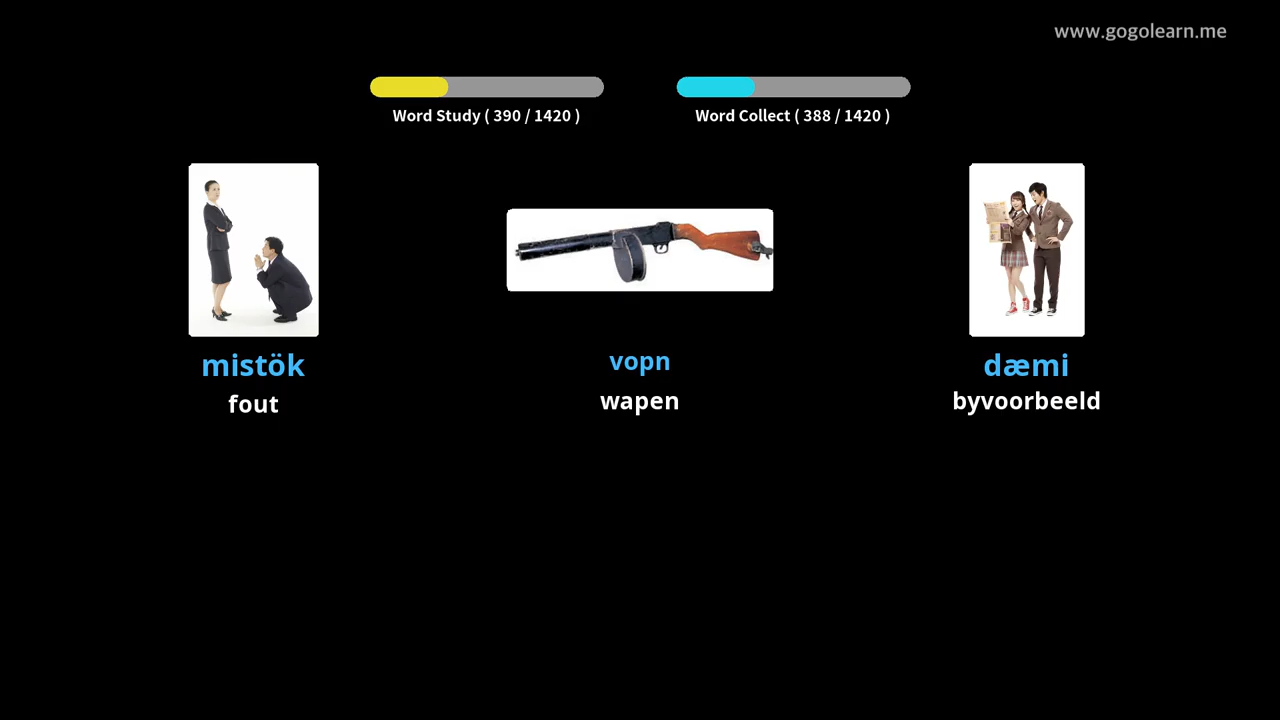 www.gogolearn.me
Word Study ( 390 / 1420 )
Word Collect ( 388 / 1420 )
mistök
fout
vopn
wapen
dæmi
byvoorbeeld